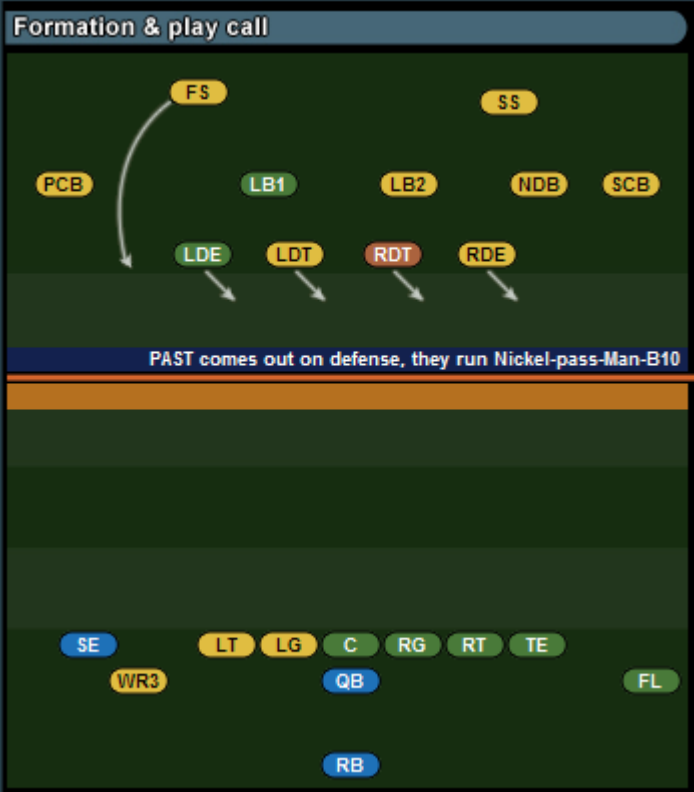 Formation & play call
FS
SS
PCB
LB1
LB2
NDB
SCB
LDE
LDT
RDT
RDE
PAST comes out on defense, they run Nickel-pass-Man-B10
SE
LT
LG
C
RG
RT
TE
WR3
QB
FL
RB